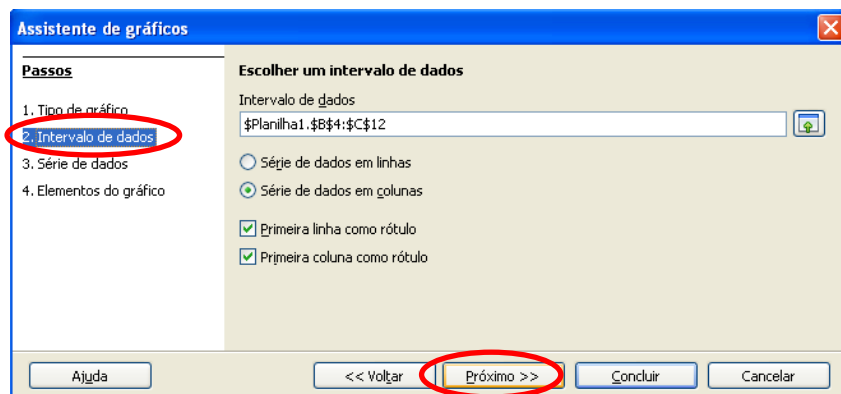 Assistente de gráficos
Passos
1. Tipo de gráfico
2. Intervalo de dados
3. Série de dados
4. Elementos do gráfico
Escolher um intervalo de dados
Intervalo de dados
$Planilha1.$B$4:$C$12
Série de dados em linhas
Série de dados em colunas
Primeira linha como rótulo
Primeira coluna como rótulo
Ajuda
<< Voltar
Próximo >>
Concluir
Cancelar